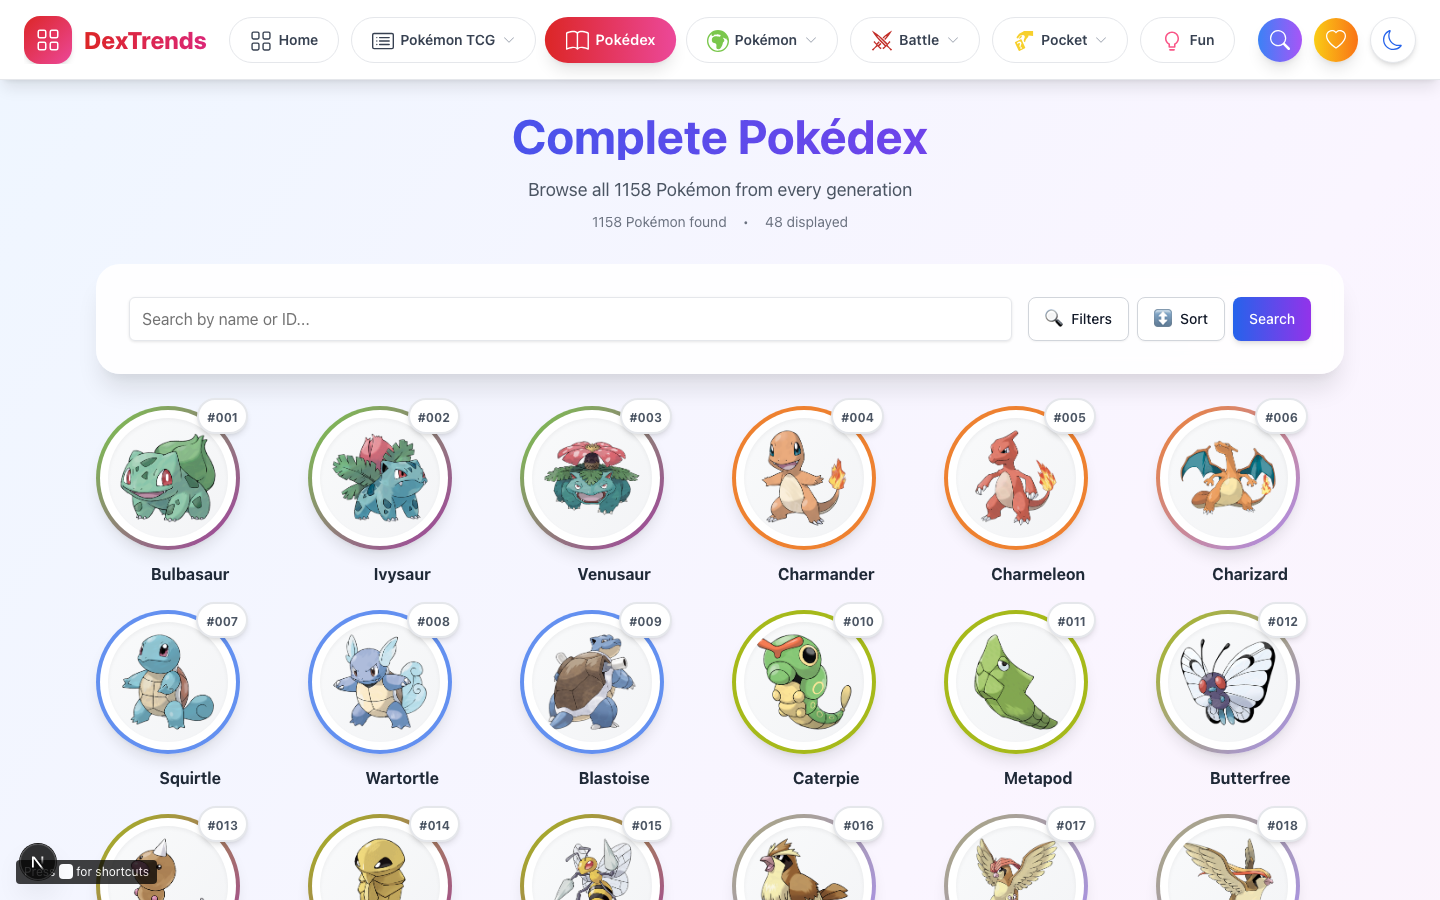 DexTrends
Home
Pokémon TCG
Pokédex
Pokémon
Battle
Pocket
Fun
Complete Pokédex
Browse all 1158 Pokémon from every generation
1158 Pokémon found • 48 displayed
Search by name or ID...
Filters
Sort
Search
#001
#002
#003
#004
#005
#006
Bulbasaur
Ivysaur
Venusaur
Charmander
Charmeleon
Charizard
#007
#008
#009
#010
#011
#012
Squirtle
Wartortle
Blastoise
Caterpie
Metapod
Butterfree
#013
#014
#015
#016
#017
#018
N
for shortcuts